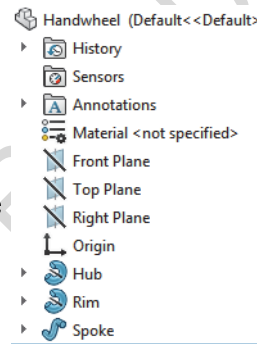 Handwheel (Default<<Default>
History
Sensors
Annotations
Material <not specified>
Front Plane
Top Plane
Right Plane
Origin
Hub
Rim
Spoke